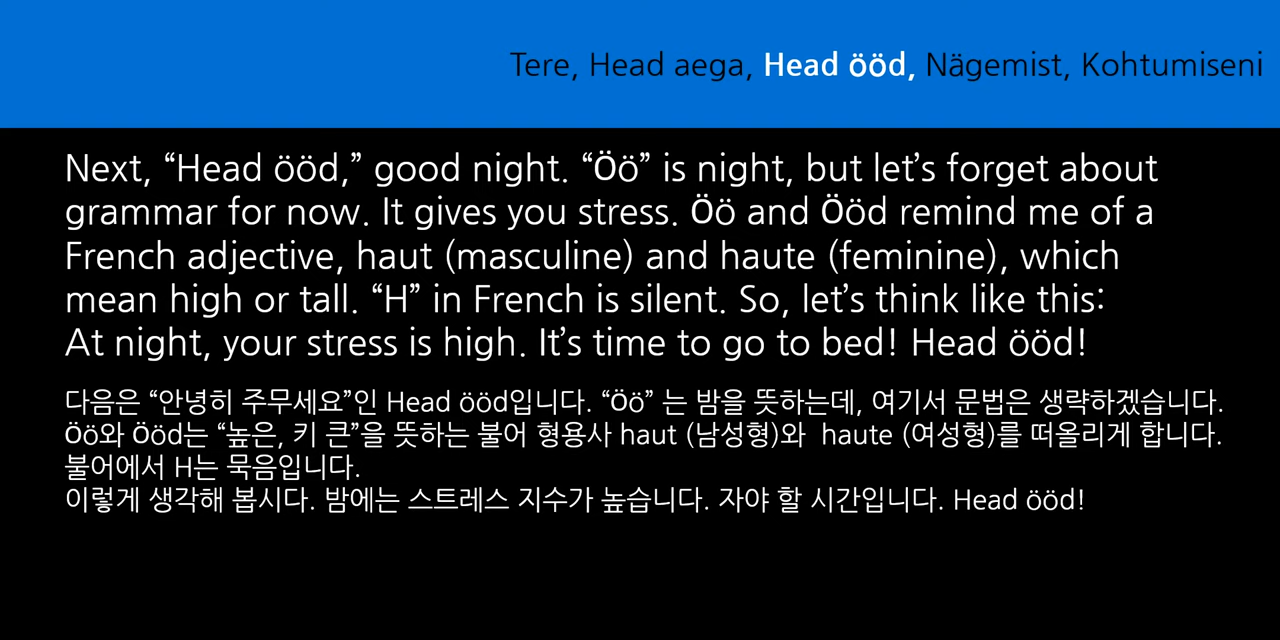 Tere, Head aega, Head ööd, Nägemist, Kohtumiseni
Next, “Head ööd,” good night. “Öö” is night, but let’s forget about
grammar for now. It gives you stress. Öö and Ööd remind me of a
French adjective, haut (masculine) and haute (feminine), which
mean high or tall. “H” in French is silent. So, let’s think like this:
At night, your stress is high. It’s time to go to bed! Head ööd!
다음은 “안녕히 주무세요”인 Head ööd입니다. “Öö” 는 밤을 뜻하는데, 여기서 문법은 생략하겠습니다.
Öö와 Ööd는 “높은, 키 큰”을 뜻하는 불어 형용사 haut (남성형)와 haute (여성형)를 떠올리게 합니다.
불어에서 H는 묵음입니다.
이렇게 생각해 봅시다. 밤에는 스트레스 지수가 높습니다. 자야 할 시간입니다. Head ööd!